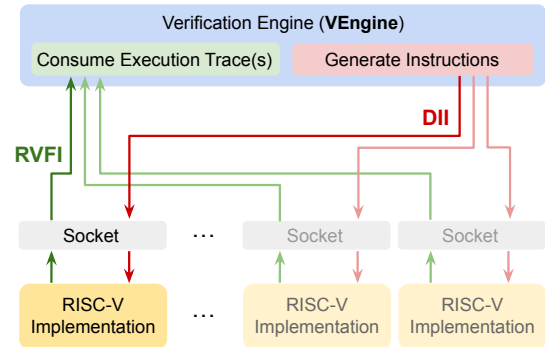 Verification Engine (VEngine)
Consume Execution Trace(s)
Generate Instructions
DII
RVFI
Socket
...
Socket
Socket
RISC-V
Implementation
...
RISC-V
Implementation
RISC-V
Implementation